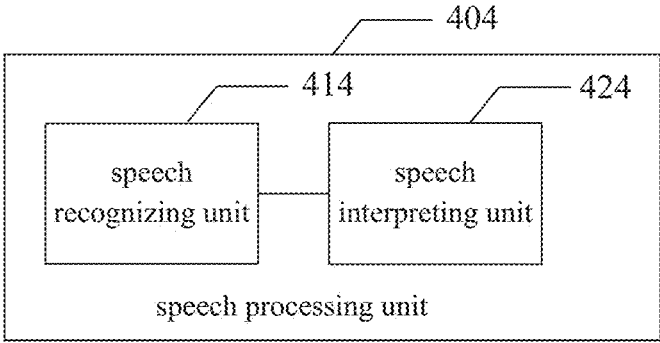 404
414
424
speech
recognizing unit
speech
interpreting unit
speech processing unit